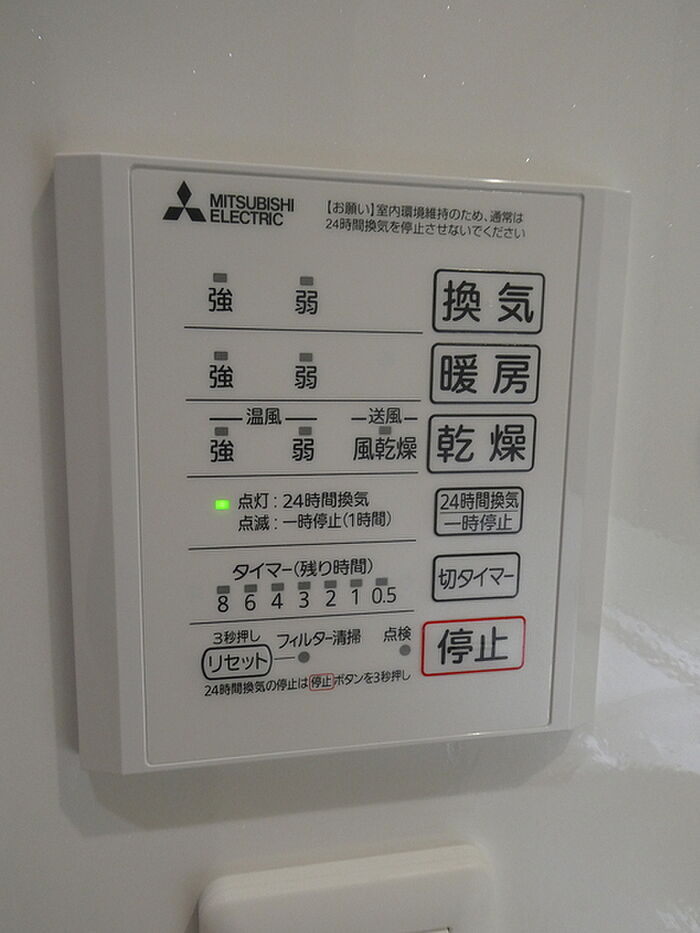 MITSUBISHI
ELECTRIC
【お願い】室内環境維持のため、通常は
24時間換気を停止させないでください
強 弱 換気
強 弱 暖房
温風 送風
強 弱 風乾燥 乾燥
点灯:24時間換気
点滅:一時停止(1時間)
24時間換気
一時停止
タイマー(残り時間)
8 6 4 3 2 1 0.5
切タイマー
3秒押し
リセット フィルター清掃 点検
停止
24時間換気の停止は停止ボタンを3秒押し